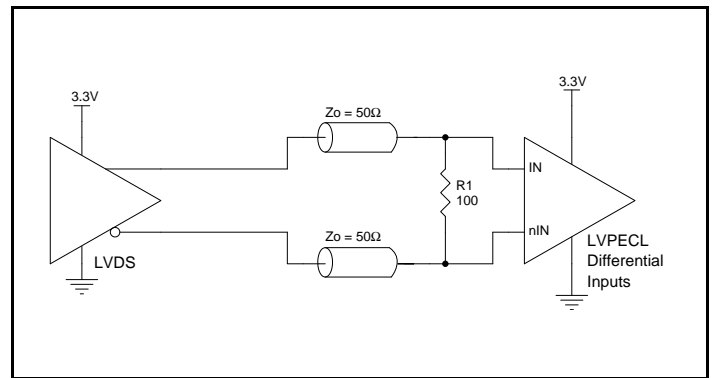 3.3V
3.3V
Zo = 50Ω
IN
R1
100
nIN
Zo = 50Ω
LVDS
LVPECL
Differential
Inputs